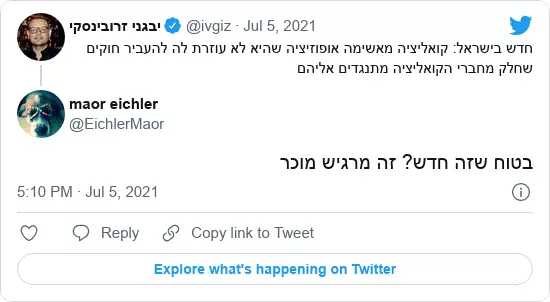 יבגני זרובינסקי @ivgiz · Jul 5, 2021
חדש בישראל: קואליציה מאשימה אופוזיציה שהיא לא עוזרת לה להעביר חוקים
שחלק מחברי הקואליציה מתנגדים אליהם
maor eichler
@EichlerMaor
בטוח שזה חדש? זה מרגיש מוכר
5:10 PM · Jul 5, 2021
Reply
Copy link to Tweet
Explore what's happening on Twitter